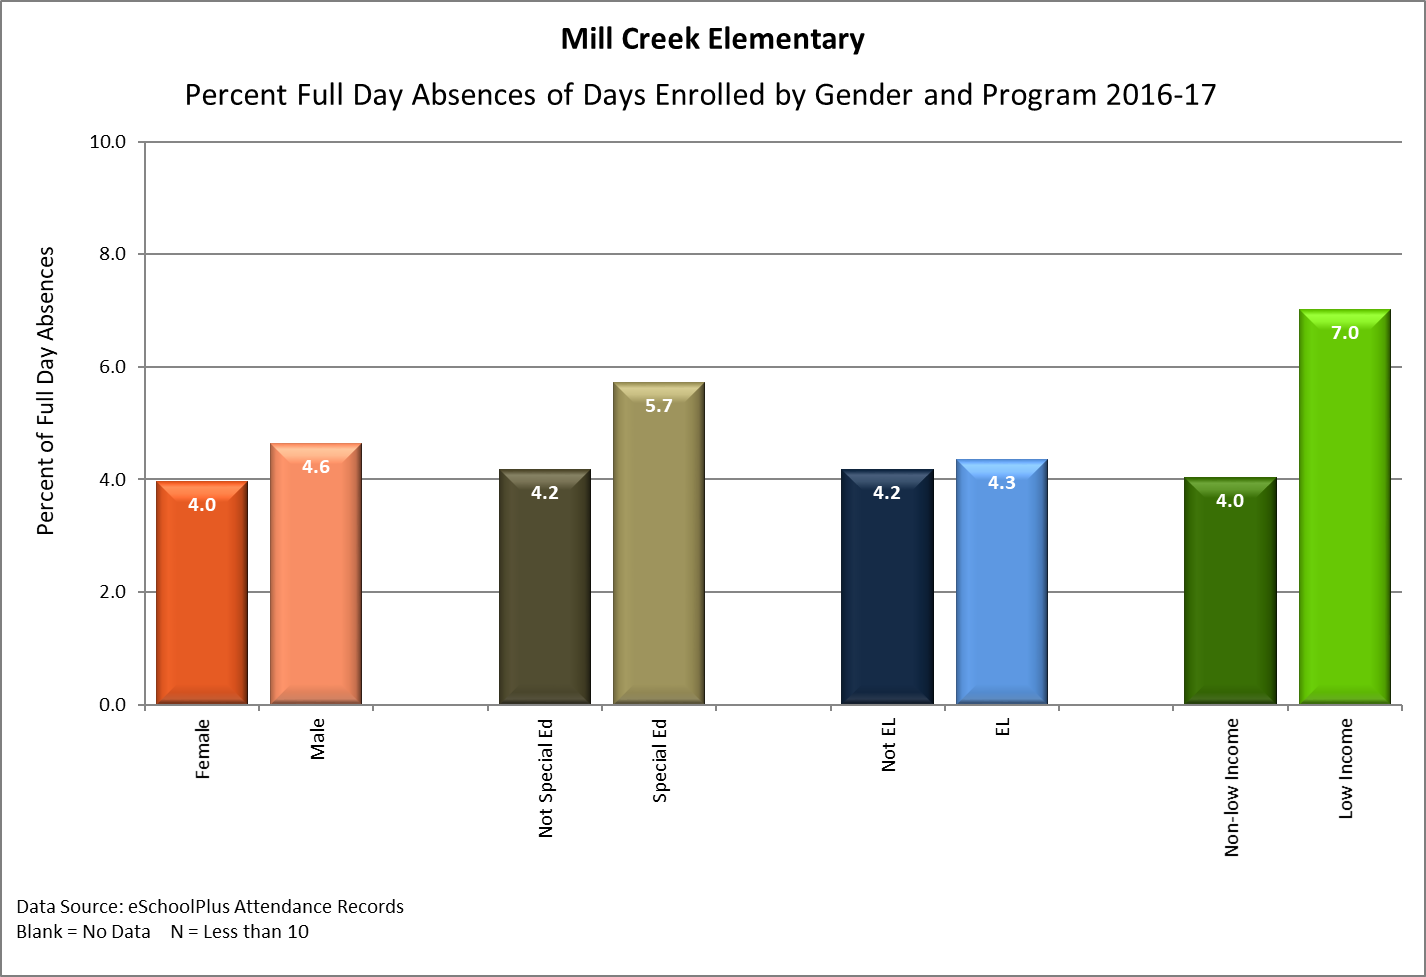 Mill Creek Elementary
Percent Full Day Absences of Days Enrolled by Gender and Program 2016-17
Percent of Full Day Absences
10.0
8.0
6.0
4.0
2.0
0.0
4.0
4.6
4.2
5.7
4.2
4.3
4.0
7.0
Female
Male
Not Special Ed
Special Ed
Not EL
EL
Non-low Income
Low Income
Data Source: eSchoolPlus Attendance Records
Blank = No Data    N = Less than 10